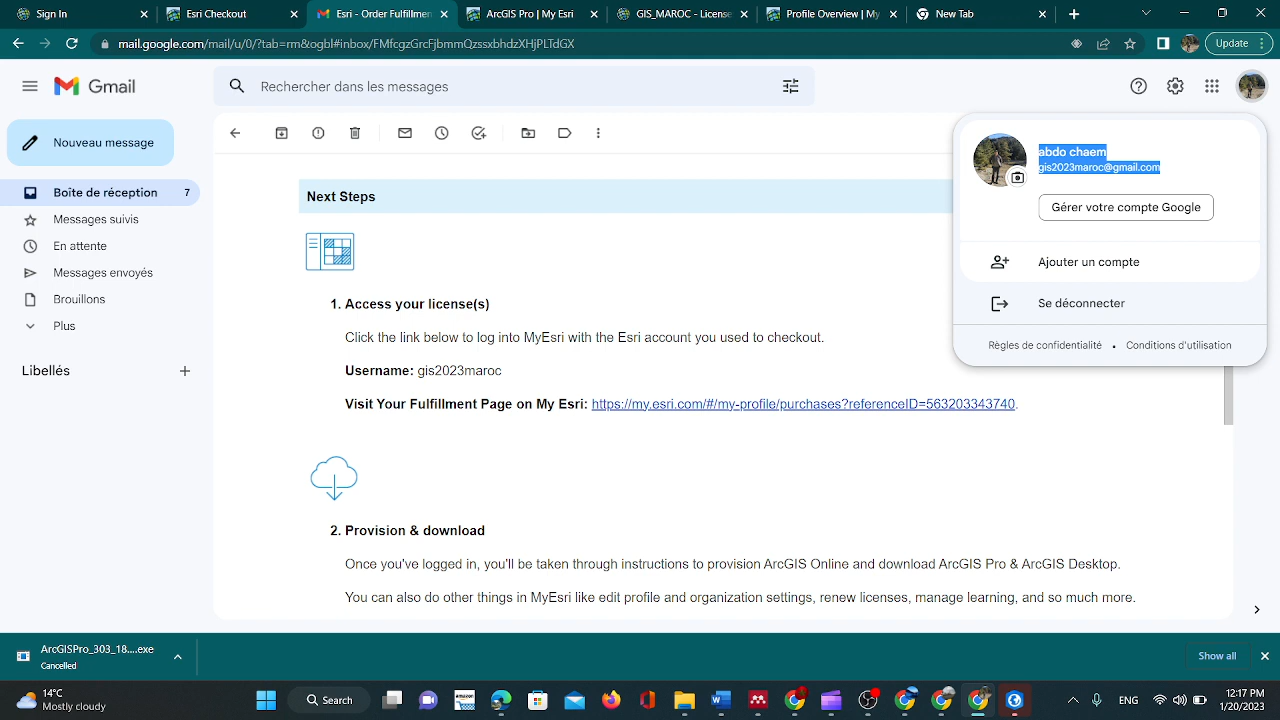 Sign In
Esri Checkout
Esri - Order Fulfillmen
ArcGIS Pro | My Esri
GIS_MAROC - License
Profile Overview | My
New Tab
mail.google.com/mail/u/0/?tab=rm&ogbl#inbox/FMfcgzGrcFjbmmQzssxbhdzXHjPLTdGX
Update
Gmail
Rechercher dans les messages
Nouveau message
Boîte de réception 7
Messages suivis
En attente
Messages envoyés
Brouillons
Plus
Libellés
Next Steps
1. Access your license(s)
Click the link below to log into MyEsri with the Esri account you used to checkout.
Username: gis2023maroc
Visit Your Fulfillment Page on My Esri: https://my.esri.com/#/my-profile/purchases?referenceID=563203343740.
2. Provision & download
Once you've logged in, you'll be taken through instructions to provision ArcGIS Online and download ArcGIS Pro & ArcGIS Desktop.
You can also do other things in MyEsri like edit profile and organization settings, renew licenses, manage learning, and so much more.
abdo chaem
gis2023maroc@gmail.com
Gérer votre compte Google
Ajouter un compte
Se déconnecter
Règles de confidentialité • Conditions d'utilisation
ArcGISPro_303_18....exe
Cancelled
Show all
14°C
Mostly cloudy
Search
ENG
12:17 PM
1/20/2023